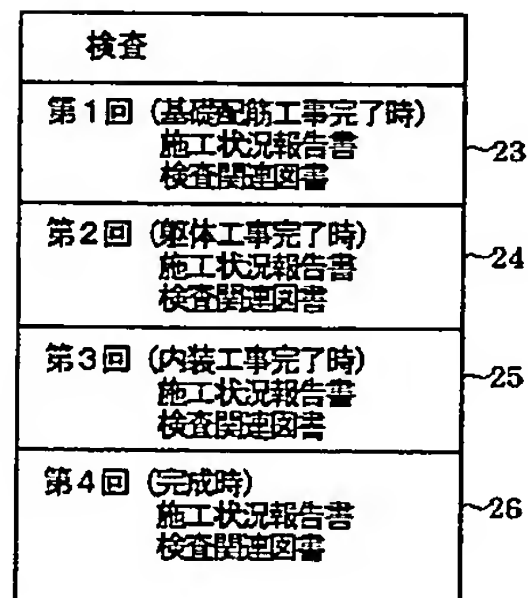 検査
第1回 (基礎配筋工事完了時)
施工状況報告書
検査関連図書
~23
第2回 (躯体工事完了時)
施工状況報告書
検査関連図書
~24
第3回 (内装工事完了時)
施工状況報告書
検査関連図書
~25
第4回 (完成時)
施工状況報告書
検査関連図書
~26